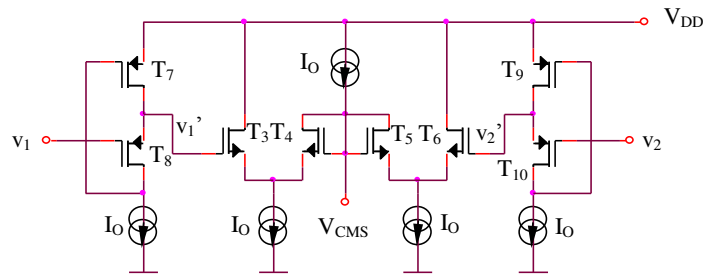 V_DD
I_O
T_7 T_9
v_1 v_1' T_3 T_4 T_5 T_6 v_2' v_2
T_8 T_10
I_O I_O V_CMS I_O I_O